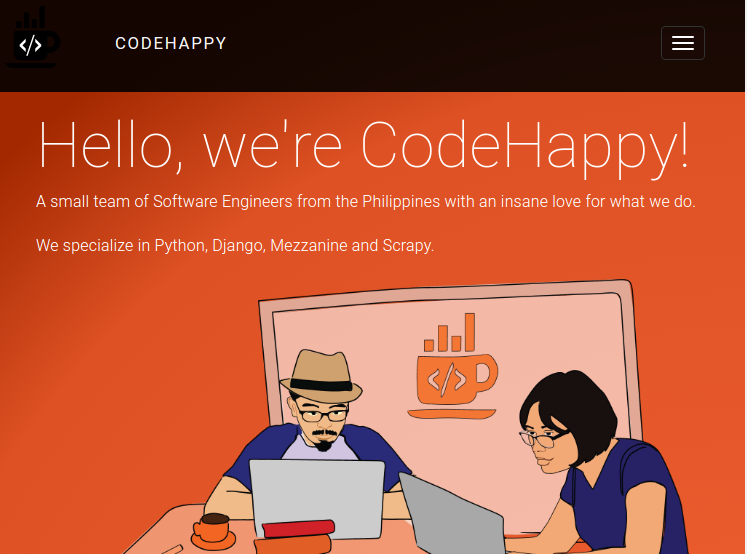 </>
CODEHAPPY
Hello, we're CodeHappy!
A small team of Software Engineers from the Philippines with an insane love for what we do.
We specialize in Python, Django, Mezzanine and Scrapy.
</>